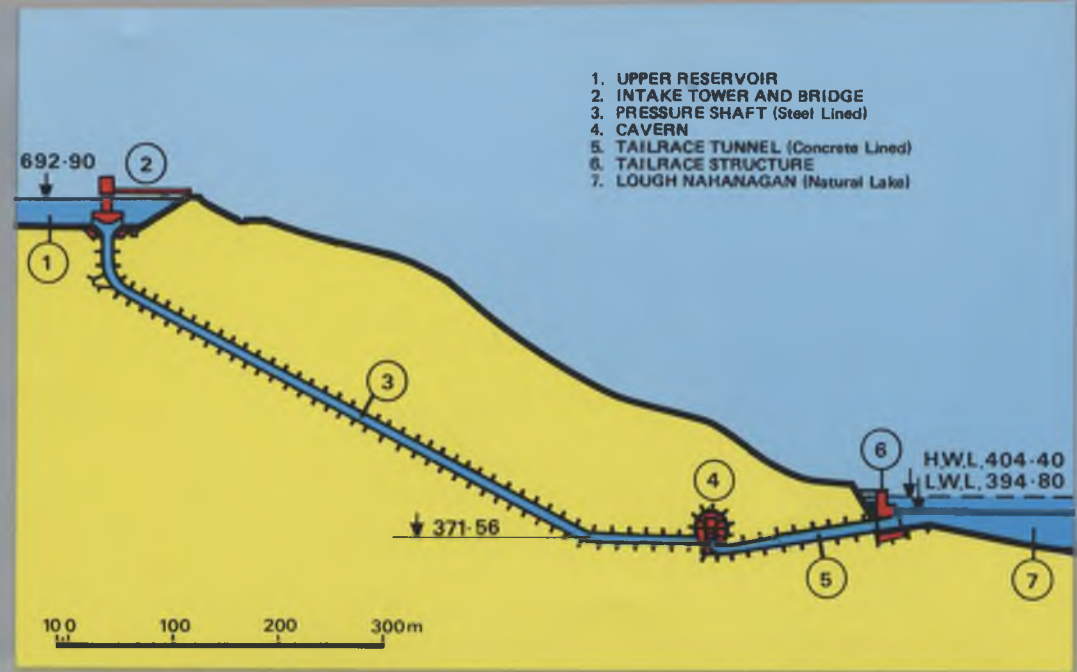 1. UPPER RESERVOIR
2. INTAKE TOWER AND BRIDGE
3. PRESSURE SHAFT (Steel Lined)
4. CAVERN
5. TAILRACE TUNNEL (Concrete Lined)
6. TAILRACE STRUCTURE
7. LOUGH NAHANAGAN (Natural Lake)
692·90
2
1
3
4
6
H.W.L. 404·40
L.W.L. 394·80
371·56
5
7
10 0 100 200 300m